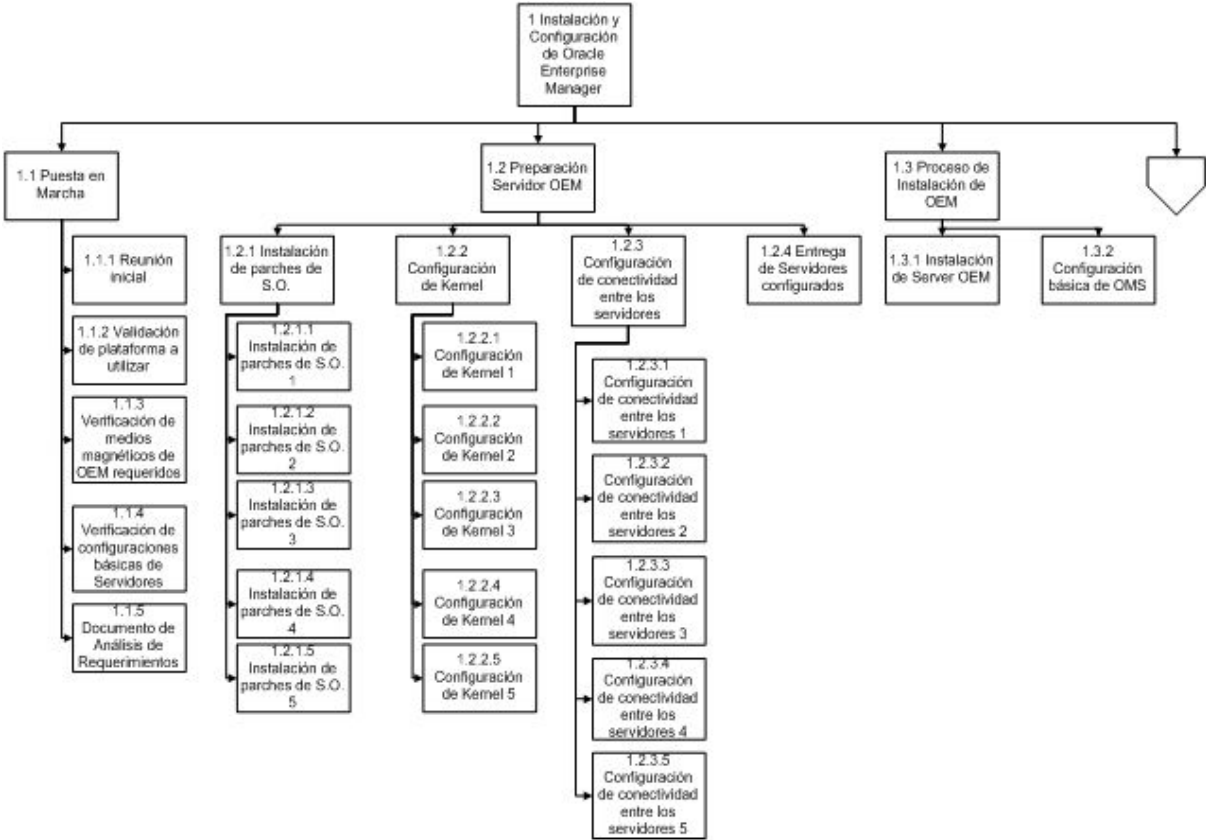 1 Instalación y
Configuración
de Oracle
Enterprise
Manager
1.1 Puesta en
Marcha
1.2 Preparación
Servidor OEM
1.3 Proceso de
Instalación de
OEM
1.1.1 Reunión
inicial
1.1.2 Validación
de plataforma a
utilizar
1.1.3
Verificación de
medios
magnéticos de
OEM requeridos
1.1.4
Verificación de
configuraciones
básicas de
Servidores
1.1.5
Documento de
Análisis de
Requerimientos
1.2.1 Instalación
de parches de
S.O.
1.2.1.1
Instalación de
parches de S.O.
1
1.2.1.2
Instalación de
parches de S.O.
2
1.2.1.3
Instalación de
parches de S.O.
3
1.2.1.4
Instalación de
parches de S.O.
4
1.2.1.5
Instalación de
parches de S.O.
5
1.2.2
Configuración
de Kernel
1.2.2.1
Configuración
de Kernel 1
1.2.2.2
Configuración
de Kernel 2
1.2.2.3
Configuración
de Kernel 3
1.2.2.4
Configuración
de Kernel 4
1.2.2.5
Configuración
de Kernel 5
1.2.3
Configuración
de conectividad
entre los
servidores
1.2.3.1
Configuración
de conectividad
entre los
servidores 1
1.2.3.2
Configuración
de conectividad
entre los
servidores 2
1.2.3.3
Configuración
de conectividad
entre los
servidores 3
1.2.3.4
Configuración
de conectividad
entre los
servidores 4
1.2.3.5
Configuración
de conectividad
entre los
servidores 5
1.2.4 Entrega
de Servidores
configurados
1.3.1 Instalación
de Server OEM
1.3.2
Configuración
básica de OMS